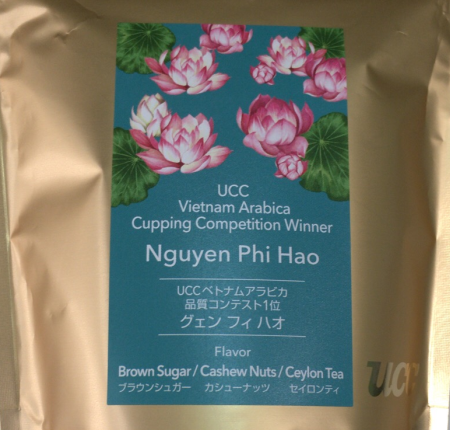 UCC
Vietnam Arabica
Cupping Competition Winner
Nguyen Phi Hao
UCCベトナムアラビカ
品質コンテスト1位
グェン フィ ハオ
Flavor
Brown Sugar / Cashew Nuts / Ceylon Tea
ブラウンシュガー カシューナッツ セイロンティ
UCC